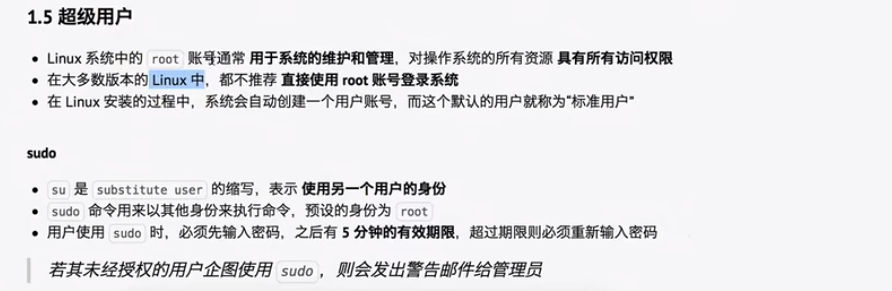 1.5 超级用户
Linux 系统中的 root 账号通常 用于系统的维护和管理，对操作系统的所有资源 具有所有访问权限
在大多数版本的 Linux 中，都不推荐 直接使用 root 账号登录系统
在 Linux 安装的过程中，系统会自动创建一个用户账号，而这个默认的用户就称为“标准用户”
sudo
su 是 substitute user 的缩写，表示 使用另一个用户的身份
sudo 命令用来以其他身份来执行命令，预设的身份为 root
用户使用 sudo 时，必须先输入密码，之后有 5 分钟的有效期限，超过期限则必须重新输入密码
若其未经授权的用户企图使用 sudo，则会发出警告邮件给管理员